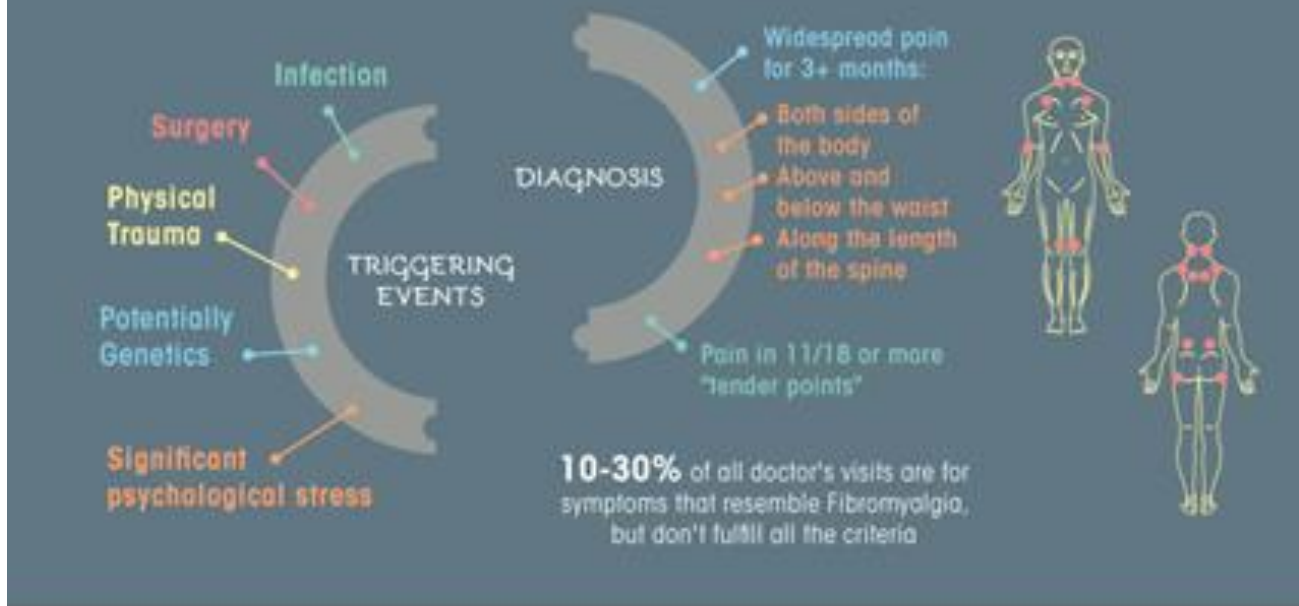 Infection
Surgery
Physical
Trauma
Potentially
Genetics
Significant
psychological stress
TRIGGERING
EVENTS
DIAGNOSIS
Widespread pain
for 3+ months:
Both sides of
the body
Above and
below the waist
Along the length
of the spine
Pain in 11/18 or more
"tender points"
10-30% of all doctor's visits are for
symptoms that resemble Fibromyalgia,
but don't fulfill all the criteria